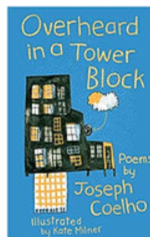 Overheard
in a Tower
Block
Poems
by
Joseph
Coelho
Illustrated
by Kate Milner